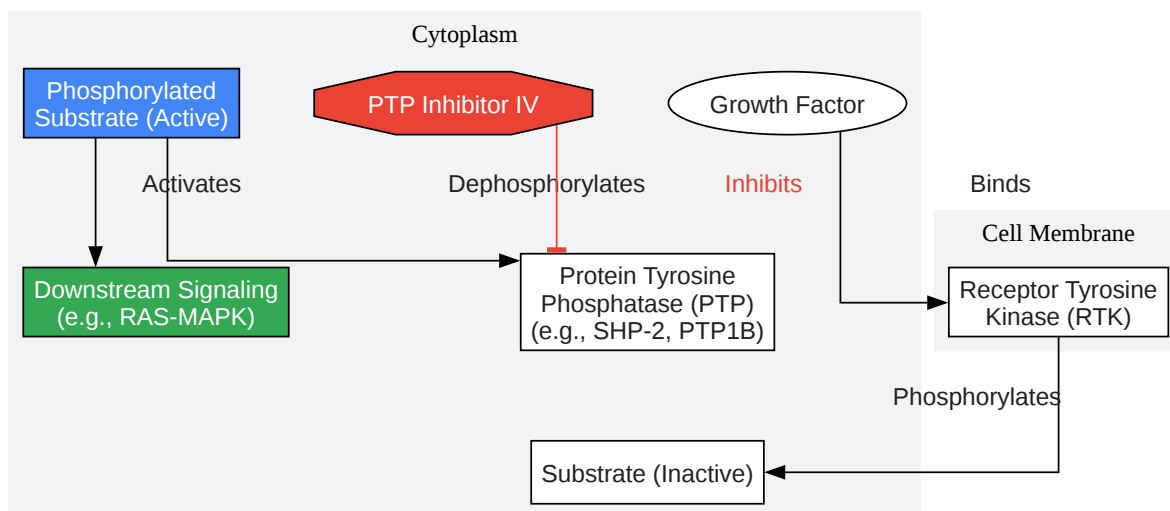 Cytoplasm
Phosphorylated
Substrate (Active)
PTP Inhibitor IV
Growth Factor
Activates
Dephosphorylates
Inhibits
Binds
Cell Membrane
Downstream Signaling
(e.g., RAS-MAPK)
Protein Tyrosine
Phosphatase (PTP)
(e.g., SHP-2, PTP1B)
Receptor Tyrosine
Kinase (RTK)
Phosphorylates
Substrate (Inactive)